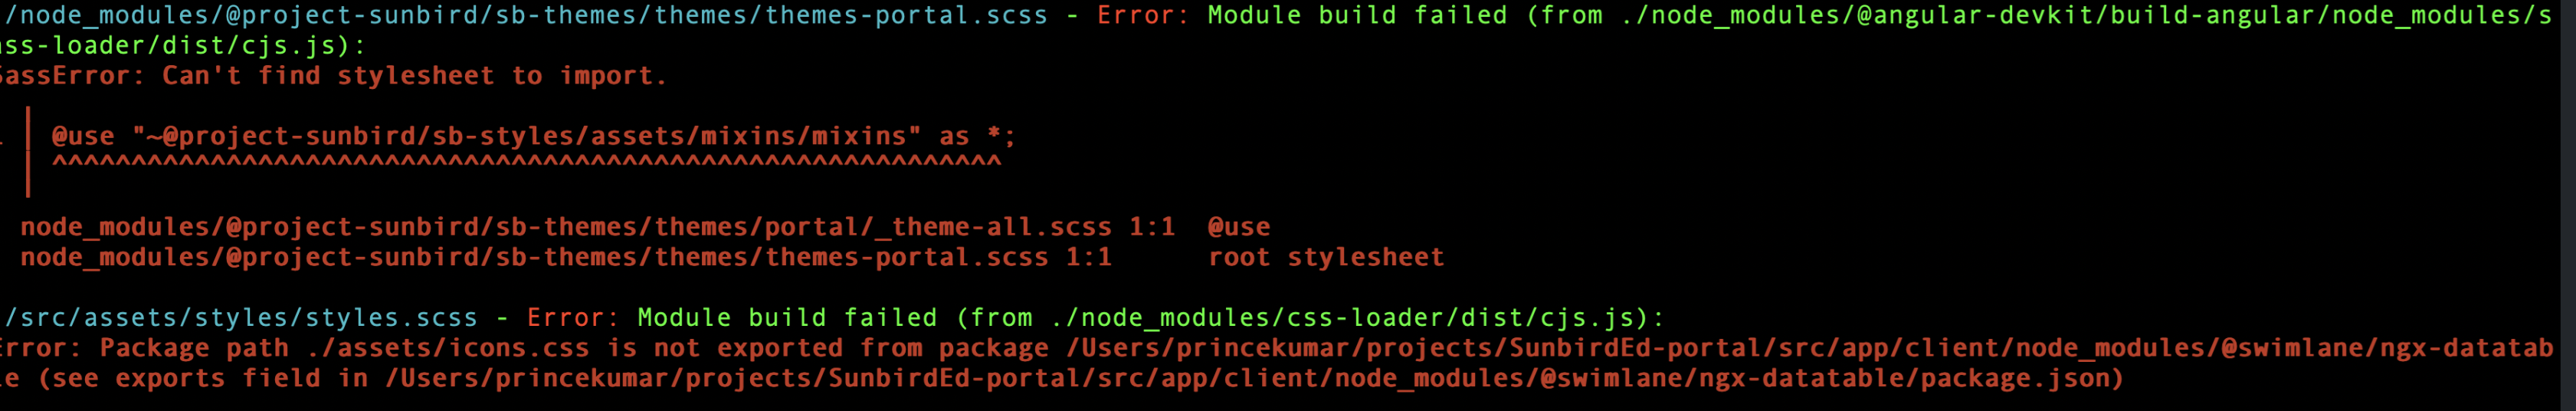 /node_modules/@project-sunbird/sb-themes/themes/themes-portal.scss - Error: Module build failed (from ./node_modules/@angular-devkit/build-angular/node_modules/s
ass-loader/dist/cjs.js):
SassError: Can't find stylesheet to import.
│
│ @use "~@project-sunbird/sb-styles/assets/mixins/mixins" as *;
│ ^^^^^^^^^^^^^^^^^^^^^^^^^^^^^^^^^^^^^^^^^^^^^^^^^^^^^^^^^^^^
│
node_modules/@project-sunbird/sb-themes/themes/portal/_theme-all.scss 1:1  @use
node_modules/@project-sunbird/sb-themes/themes/themes-portal.scss 1:1      root stylesheet
/src/assets/styles/styles.scss - Error: Module build failed (from ./node_modules/css-loader/dist/cjs.js):
Error: Package path ./assets/icons.css is not exported from package /Users/princekumar/projects/SunbirdEd-portal/src/app/client/node_modules/@swimlane/ngx-datatab
le (see exports field in /Users/princekumar/projects/SunbirdEd-portal/src/app/client/node_modules/@swimlane/ngx-datatable/package.json)